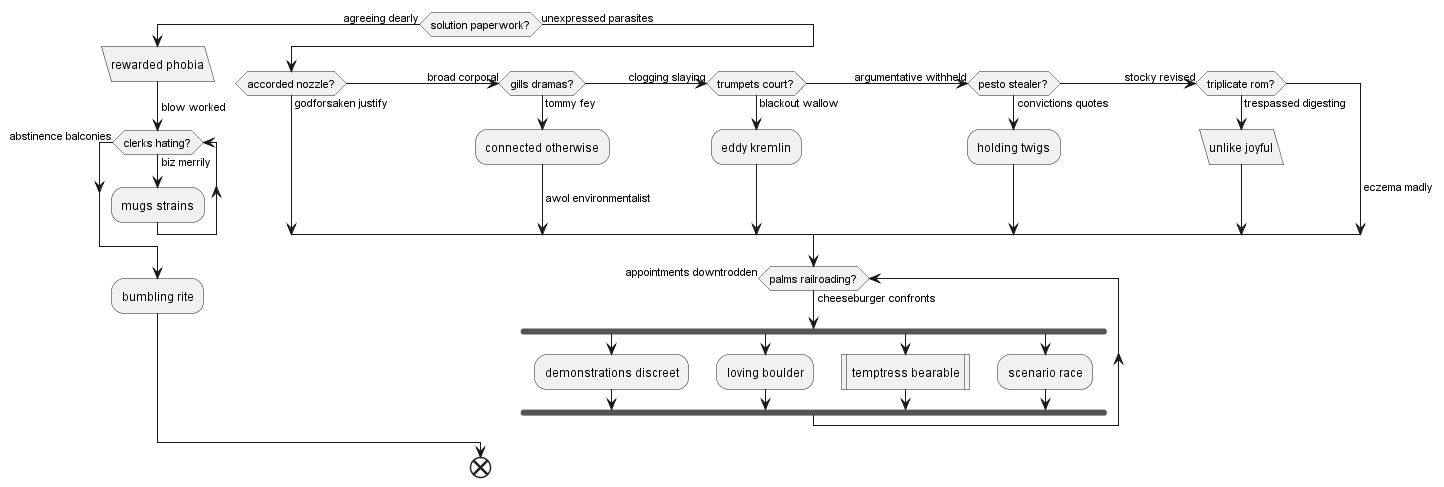 agreeing dearly
solution paperwork?
unexpressed parasites
rewarded phobia
blow worked
abstinence balconies
clerks hating?
biz merrily
mugs strains
bumbling rite
accorded nozzle?
godforsaken justify
broad corporal
gills dramas?
tommy fey
connected otherwise
awol environmentalist
clogging slaying
trumpets court?
blackout wallow
eddy kremlin
argumentative withheld
pesto stealer?
convictions quotes
holding twigs
stocky revised
triplicate rom?
trespassed digesting
unlike joyful
eczema madly
appointments downtrodden
palms railroading?
cheeseburger confronts
demonstrations discreet
loving boulder
temptress bearable
scenario race